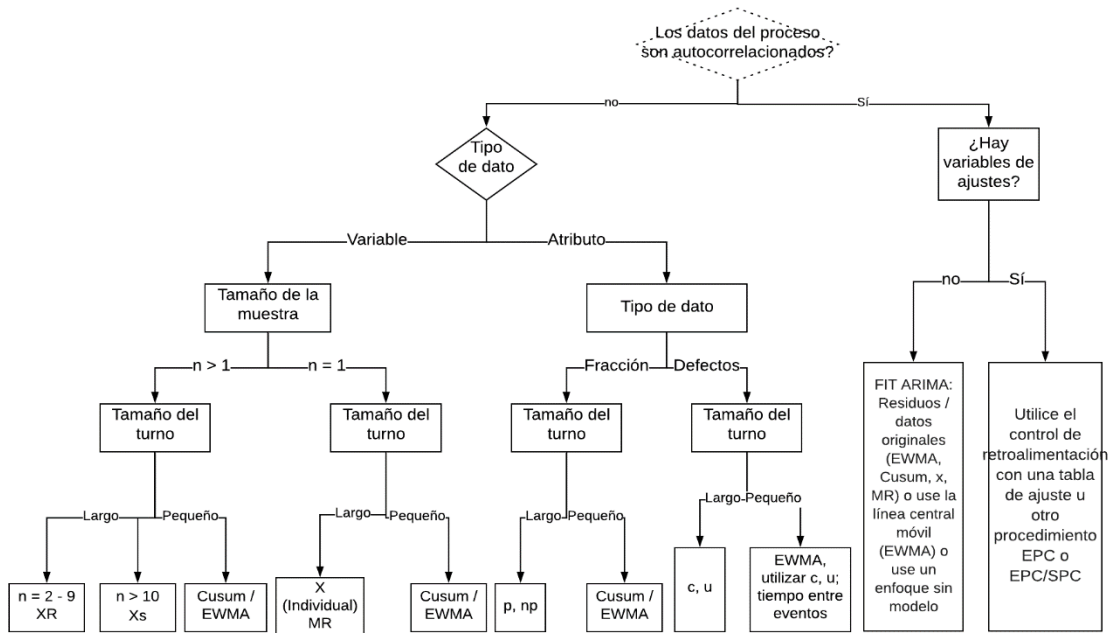 Los datos del proceso
son autocorrelacionados?
no
Sí
Tipo
de dato
¿Hay
variables de
ajustes?
Variable
Atributo
no
Sí
Tamaño de la
muestra
Tipo de dato
n > 1
n = 1
Fracción
Defectos
Tamaño del
turno
Tamaño del
turno
Tamaño del
turno
Tamaño del
turno
FIT ARIMA:
Residuos /
datos
originales
(EWMA,
Cusum, x,
MR) o use la
línea central
móvil
(EWMA) o
use un
enfoque sin
modelo
Utilice el
control de
retroalimentación
con una tabla
de ajuste u
otro
procedimiento
EPC o
EPC/SPC
Largo
Pequeño
Largo
Pequeño
Largo
Pequeño
Largo
Pequeño
n = 2 - 9
XR
n > 10
Xs
Cusum /
EWMA
X
(Individual)
MR
Cusum /
EWMA
p, np
Cusum /
EWMA
c, u
EWMA,
utilizar c, u;
tiempo entre
eventos